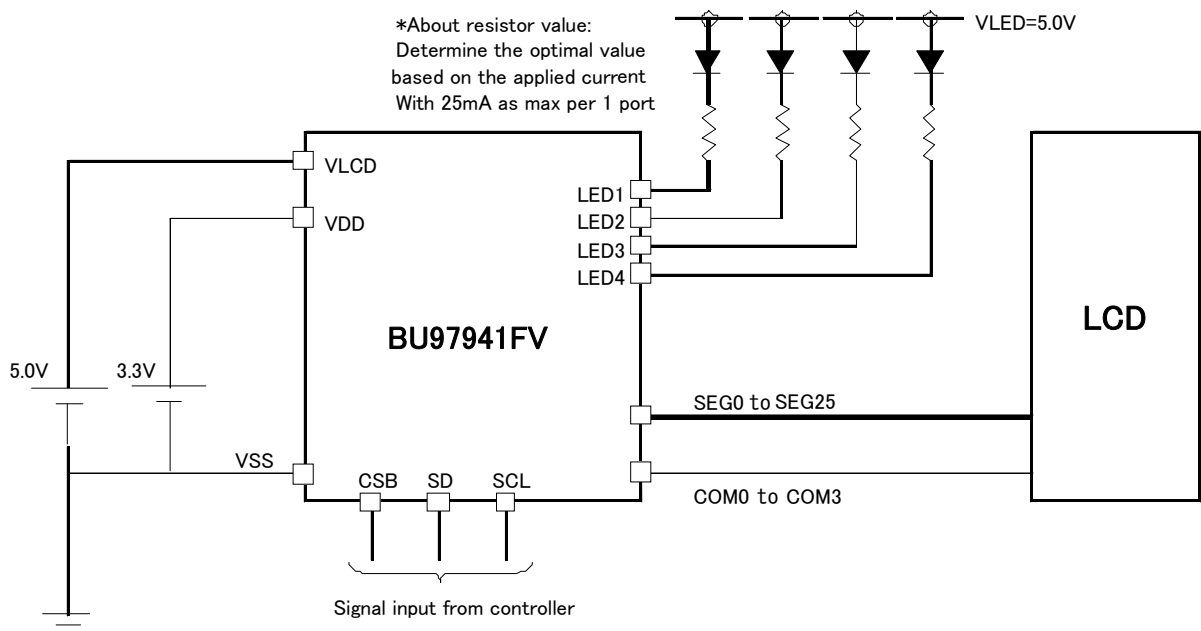 *About resistor value:
Determine the optimal value
based on the applied current
With 25mA as max per 1 port
VLED=5.0V
VLCD
VDD
LED1
LED2
LED3
LED4
BU97941FV
LCD
5.0V
3.3V
SEG0 to SEG25
VSS
CSB
SD
SCL
COM0 to COM3
Signal input from controller